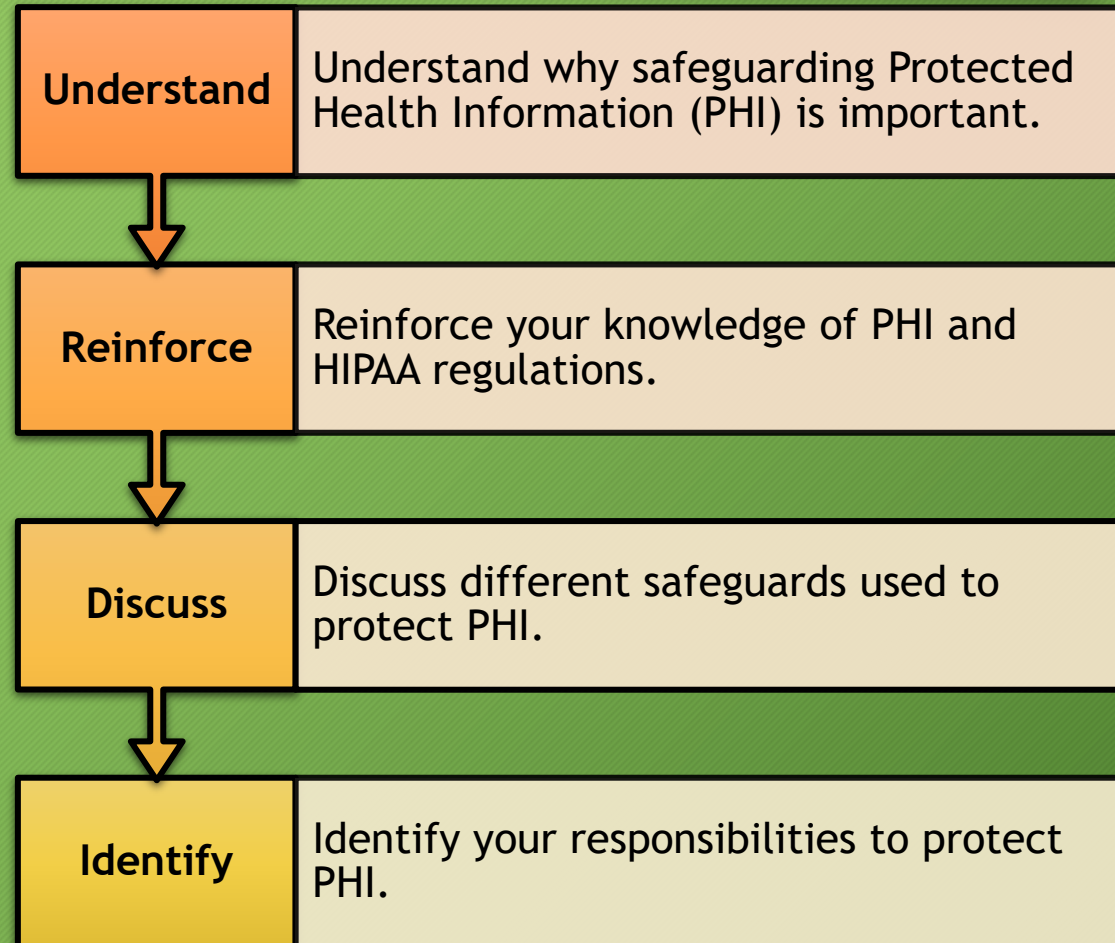 Understand
Understand why safeguarding Protected
Health Information (PHI) is important.
Reinforce
Reinforce your knowledge of PHI and
HIPAA regulations.
Discuss
Discuss different safeguards used to
protect PHI.
Identify
Identify your responsibilities to protect
PHI.